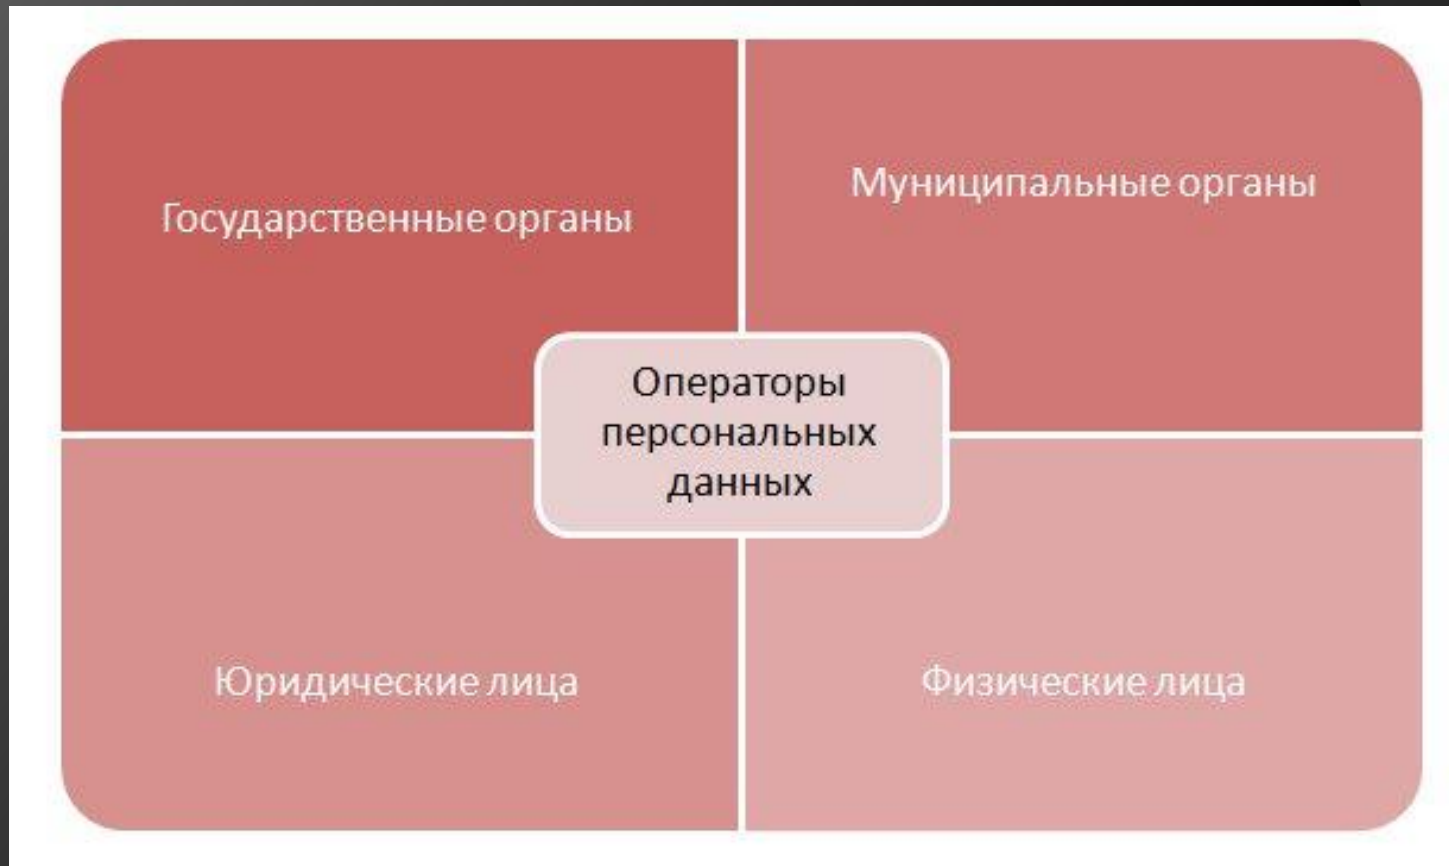 Государственные органы
Муниципальные органы
Операторы
персональных
данных
Юридические лица
Физические лица